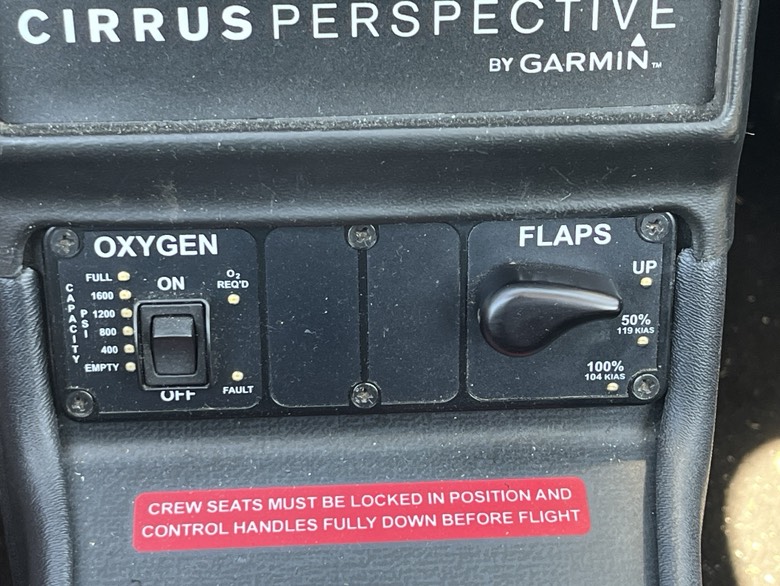 CIRRUS PERSPECTIVE
BY GARMIN™
OXYGEN
FULL
1600
1200
800
400
EMPTY
CAPACITY
PSI
ON
OFF
O₂
REQ'D
FAULT
FLAPS
UP
50%
119 KIAS
100%
104 KIAS
CREW SEATS MUST BE LOCKED IN POSITION AND
CONTROL HANDLES FULLY DOWN BEFORE FLIGHT